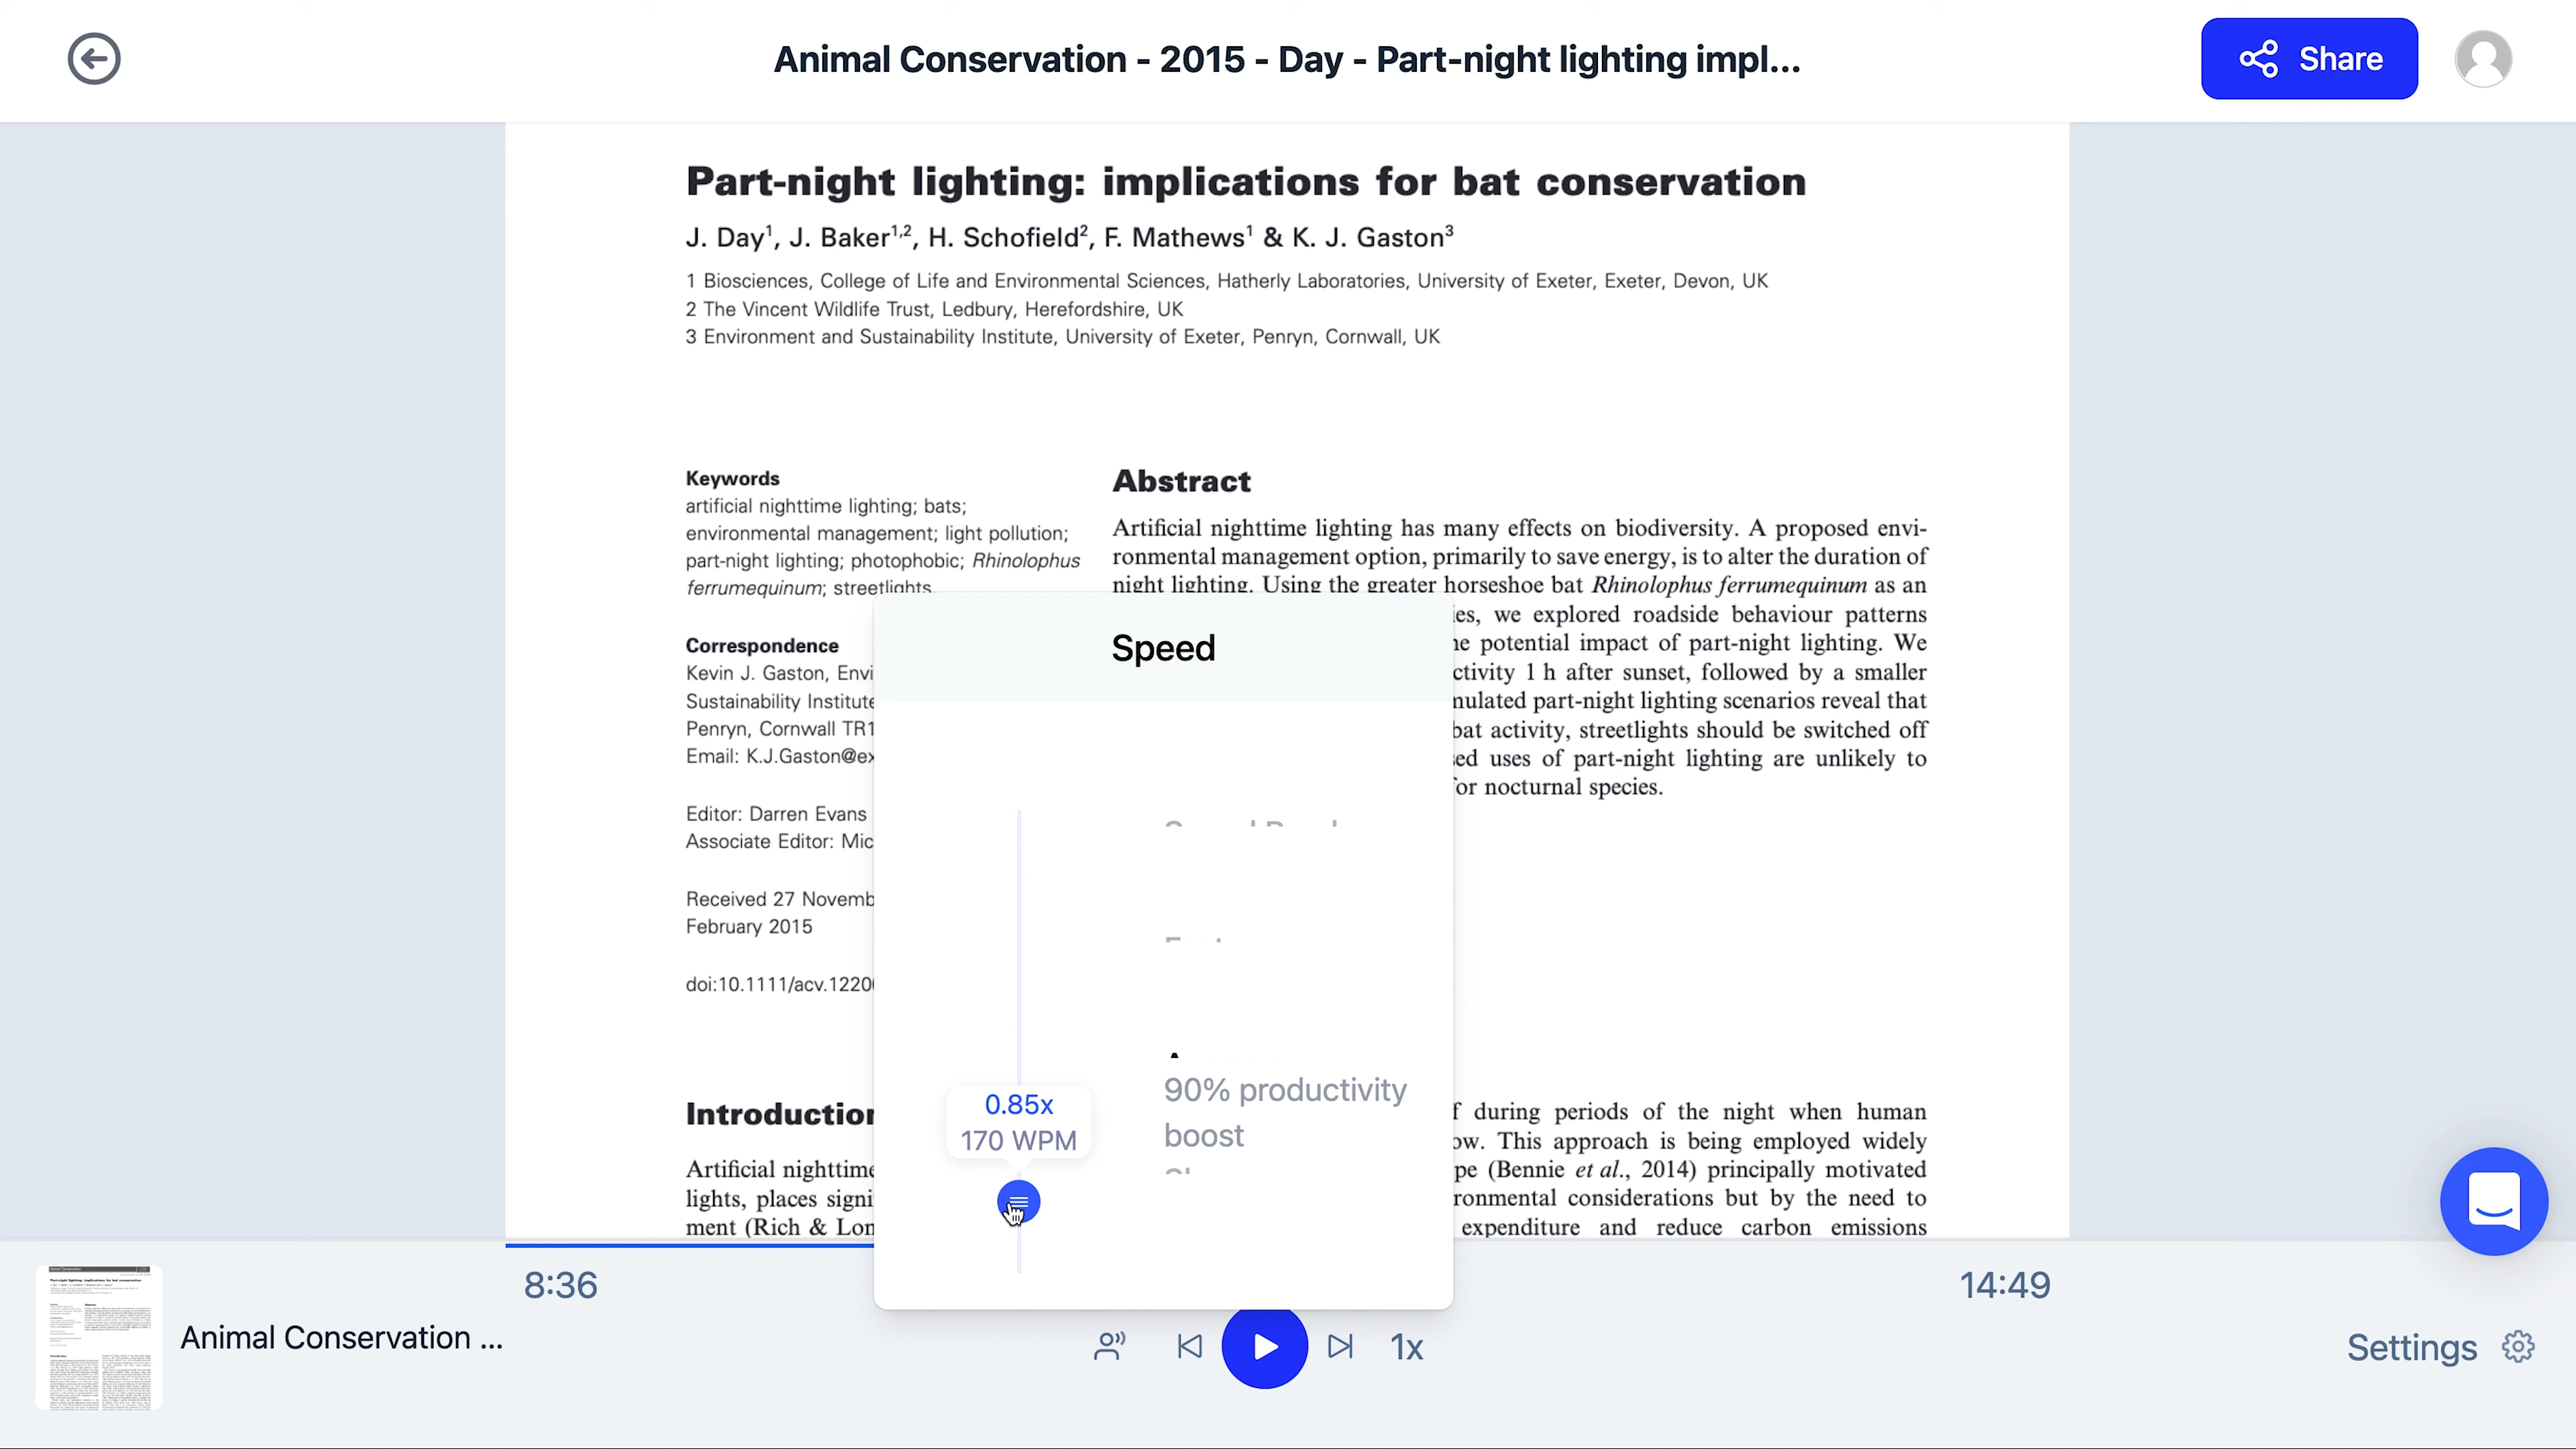 Animal Conservation - 2015 - Day - Part-night lighting impl...
Share
Part-night lighting: implications for bat conservation
J. Day¹, J. Baker¹,², H. Schofield², F. Mathews¹ & K. J. Gaston³
1 Biosciences, College of Life and Environmental Sciences, Hatherly Laboratories, University of Exeter, Exeter, Devon, UK
2 The Vincent Wildlife Trust, Ledbury, Herefordshire, UK
3 Environment and Sustainability Institute, University of Exeter, Penryn, Cornwall, UK
Keywords
artificial nighttime lighting; bats;
environmental management; light pollution;
part-night lighting; photophobic; Rhinolophus
ferrumequinum; streetlights.
Correspondence
Kevin J. Gaston, Envi
Sustainability Institute
Penryn, Cornwall TR1
Email: K.J.Gaston@ex
Editor: Darren Evans
Associate Editor: Mic
Received 27 Novemb
February 2015
doi:10.1111/acv.1220
Abstract
Artificial nighttime lighting has many effects on biodiversity. A proposed envi-
ronmental management option, primarily to save energy, is to alter the duration of
night lighting. Using the greater horseshoe bat Rhinolophus ferrumequinum as an
ies, we explored roadside behaviour patterns
he potential impact of part-night lighting. We
ctivity 1 h after sunset, followed by a smaller
mulated part-night lighting scenarios reveal that
bat activity, streetlights should be switched off
sed uses of part-night lighting are unlikely to
for nocturnal species.
Speed
0.85x
170 WPM
90% productivity
boost
Introduction
Artificial nighttime
lights, places signi
ment (Rich & Lon
f during periods of the night when human
ow. This approach is being employed widely
pe (Bennie et al., 2014) principally motivated
ronmental considerations but by the need to
expenditure and reduce carbon emissions
8:36
14:49
Animal Conservation ...
1x
Settings